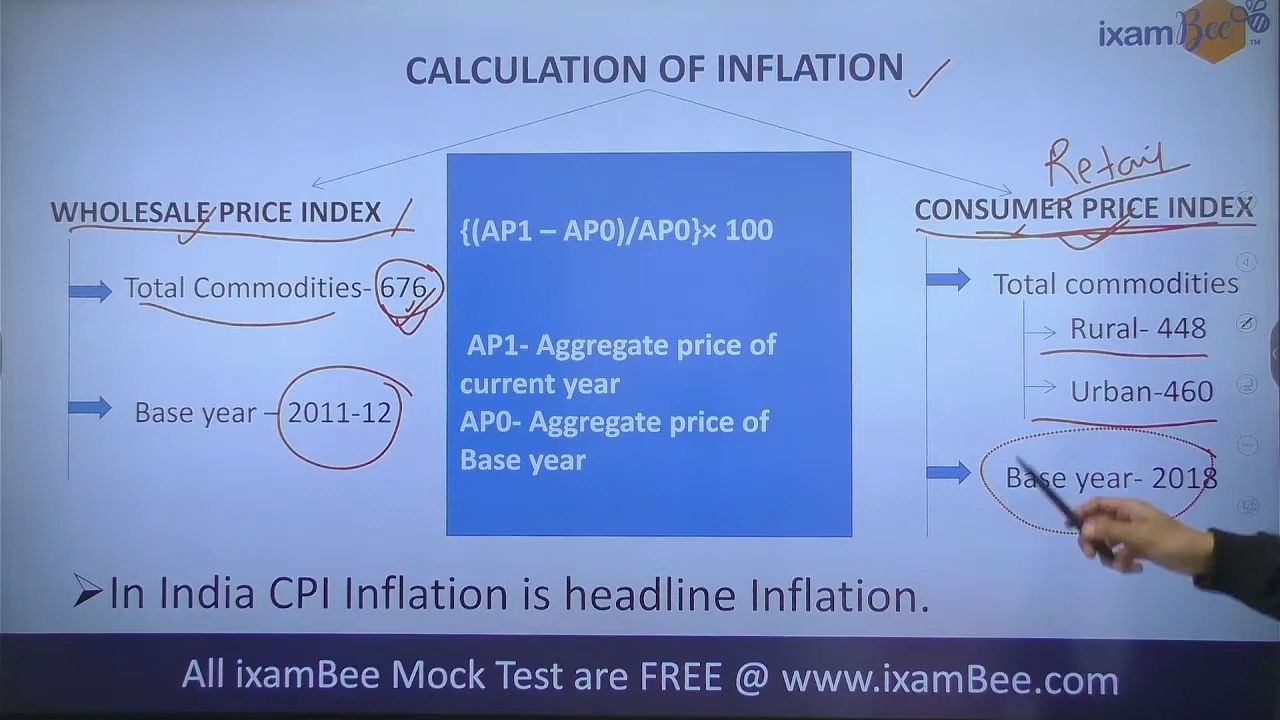 ixamBee™
CALCULATION OF INFLATION
Retail
WHOLESALE PRICE INDEX
Total Commodities- 676
Base year – 2011-12
{(AP1 – AP0)/AP0}× 100
AP1- Aggregate price of
current year
AP0- Aggregate price of
Base year
CONSUMER PRICE INDEX
Total commodities
Rural- 448
Urban-460
Base year- 2018
In India CPI Inflation is headline Inflation.
All ixamBee Mock Test are FREE @ www.ixamBee.com